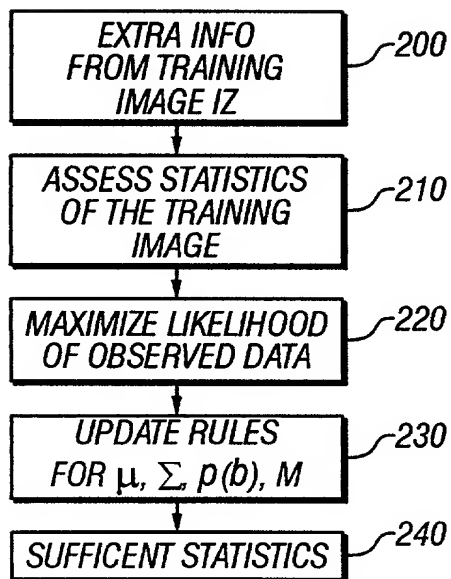 EXTRA INFO
FROM TRAINING
IMAGE IZ
200
ASSESS STATISTICS
OF THE TRAINING
IMAGE
210
MAXIMIZE LIKELIHOOD
OF OBSERVED DATA
220
UPDATE RULES
FOR μ, Σ, p(b), M
230
SUFFICENT STATISTICS
240